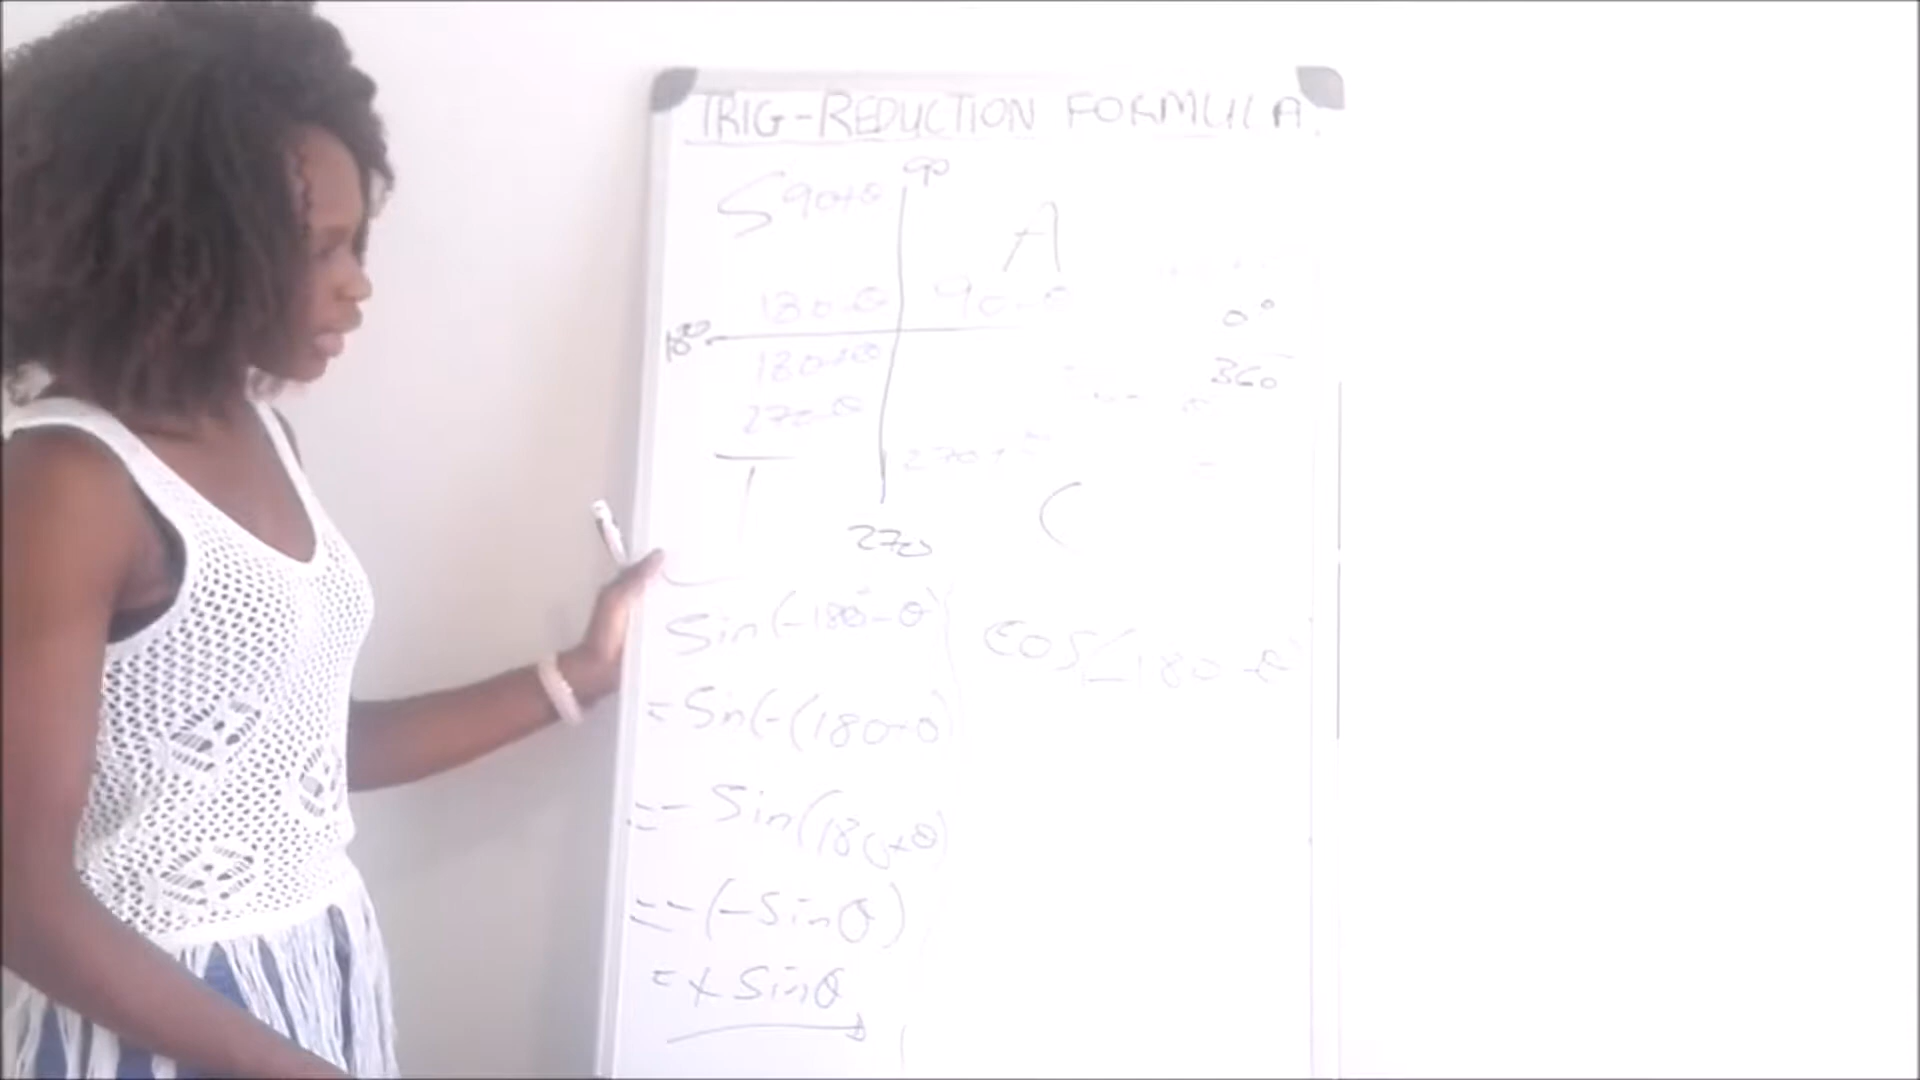 TRIG-REDUCTION FORMULA.
90
S 90+θ
A
180-θ
90-θ
0°
180
180+θ
360
270-θ
T
270
C
Sin(-180-θ)
cos(-180-θ)
=Sin(-(180+θ)
=-Sin(180+θ)
=-(-Sinθ)
=+Sinθ